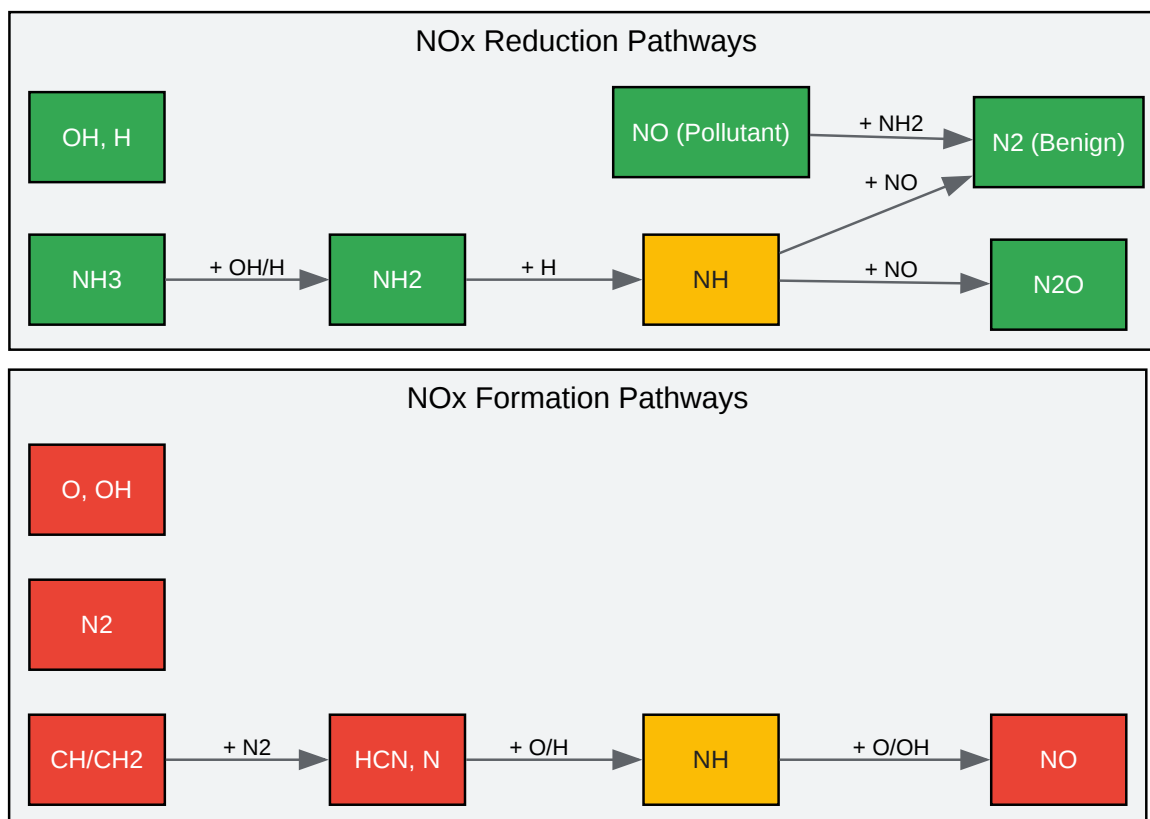 NOx Reduction Pathways
OH, H
NO (Pollutant)
+ NH2
N2 (Benign)
+ NO
NH3
+ OH/H
NH2
+ H
NH
+ NO
N2O
NOx Formation Pathways
O, OH
N2
CH/CH2
+ N2
HCN, N
+ O/H
NH
+ O/OH
NO